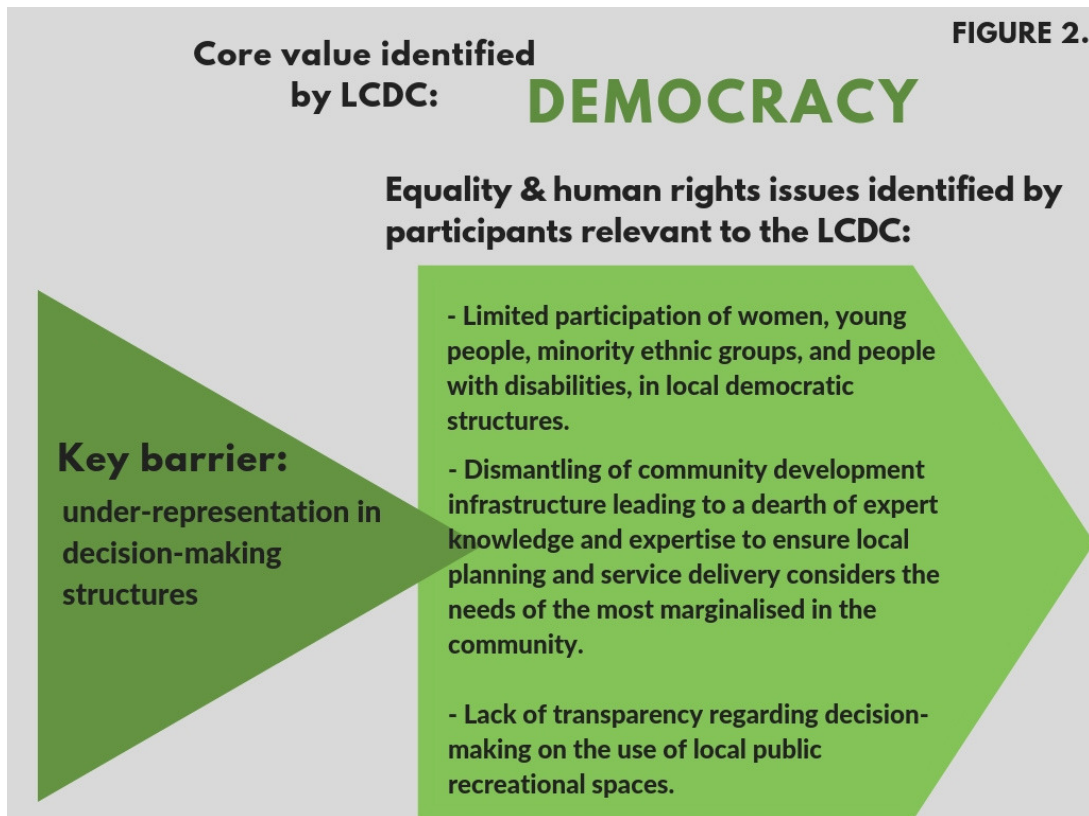 FIGURE 2.
Core value identified
by LCDC:
DEMOCRACY
Equality & human rights issues identified by
participants relevant to the LCDC:
Key barrier:
under-representation in
decision-making
structures
- Limited participation of women, young
people, minority ethnic groups, and people
with disabilities, in local democratic
structures.
- Dismantling of community development
infrastructure leading to a dearth of expert
knowledge and expertise to ensure local
planning and service delivery considers the
needs of the most marginalised in the
community.
- Lack of transparency regarding decision-
making on the use of local public
recreational spaces.